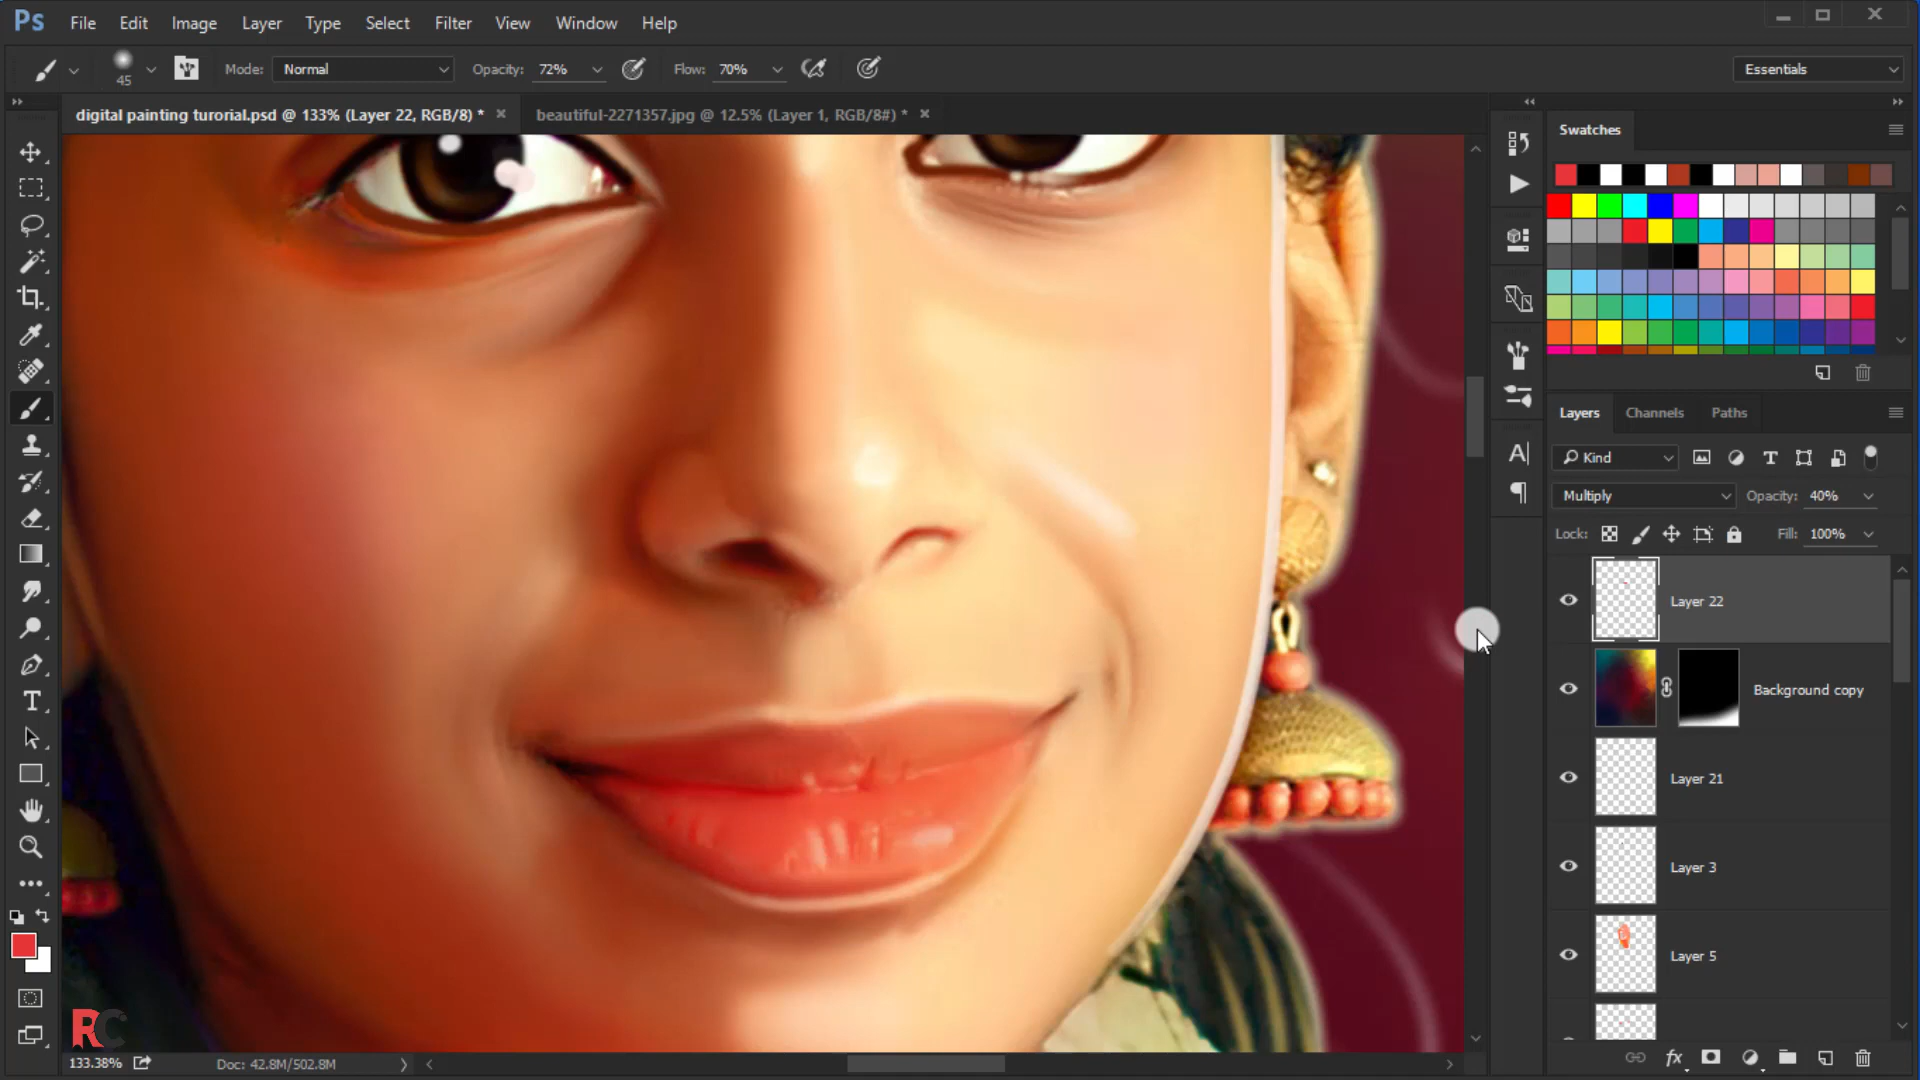 Ps File Edit Image Layer Type Select Filter View Window Help
45 Mode: Normal Opacity: 72% Flow: 70% Essentials
digital painting turorial.psd @ 133% (Layer 22, RGB/8) * beautiful-2271357.jpg @ 12.5% (Layer 1, RGB/8#) *
Swatches
Layers Channels Paths
Kind
Multiply Opacity: 40%
Lock: Fill: 100%
Layer 22
Background copy
Layer 21
Layer 3
Layer 5
RC
133.38% Doc: 42.8M/502.8M
fx